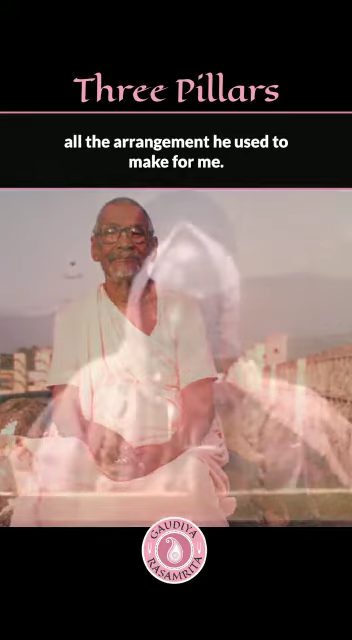 Three Pillars
all the arrangement he used to
make for me.
GAUDIYA
RASAMRITA